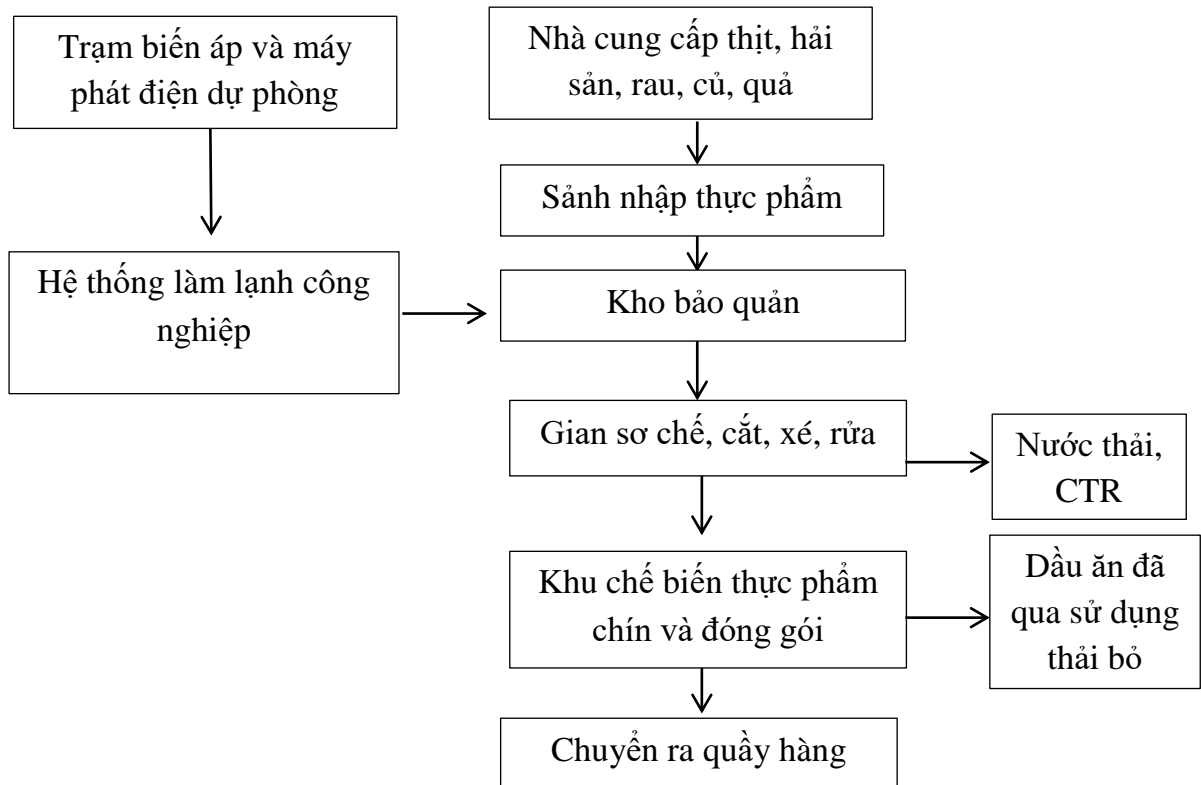 Trạm biến áp và máy
phát điện dự phòng
Nhà cung cấp thịt, hải
sản, rau, củ, quả
Sảnh nhập thực phẩm
Hệ thống làm lạnh công
nghiệp
Kho bảo quản
Gian sơ chế, cắt, xé, rửa
Nước thải,
CTR
Khu chế biến thực phẩm
chín và đóng gói
Dầu ăn đã
qua sử dụng
thải bỏ
Chuyển ra quầy hàng